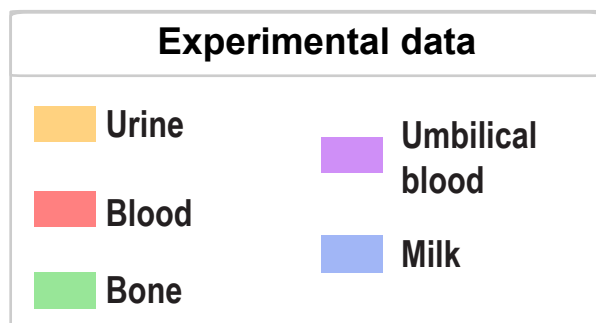 Experimental data
Urine
Blood
Bone
Umbilical
blood
Milk